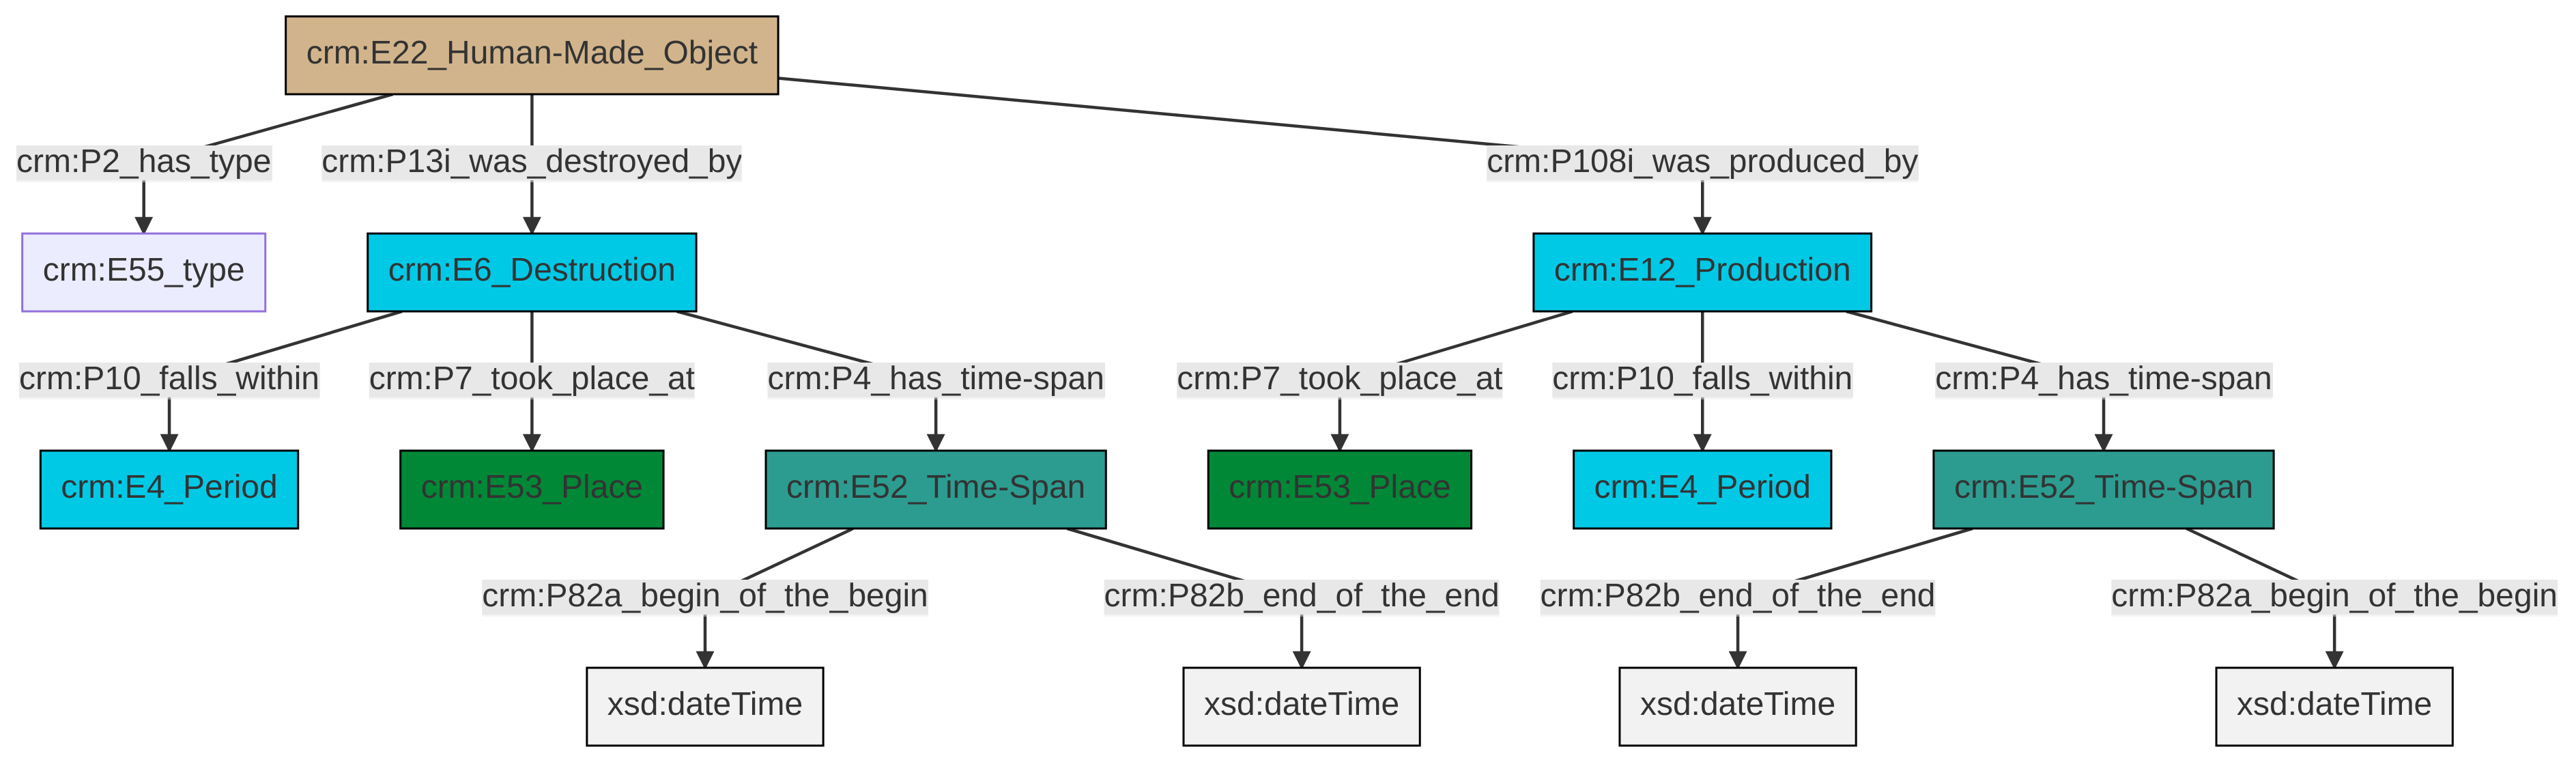 crm:E22_Human-Made_Object
crm:P2_has_type
crm:P13i_was_destroyed_by
crm:P108i_was_produced_by
crm:E55_type
crm:E6_Destruction
crm:E12_Production
crm:P10_falls_within
crm:P7_took_place_at
crm:P4_has_time-span
crm:P7_took_place_at
crm:P10_falls_within
crm:P4_has_time-span
crm:E4_Period
crm:E53_Place
crm:E52_Time-Span
crm:E53_Place
crm:E4_Period
crm:E52_Time-Span
crm:P82a_begin_of_the_begin
crm:P82b_end_of_the_end
crm:P82b_end_of_the_end
crm:P82a_begin_of_the_begin
xsd:dateTime
xsd:dateTime
xsd:dateTime
xsd:dateTime